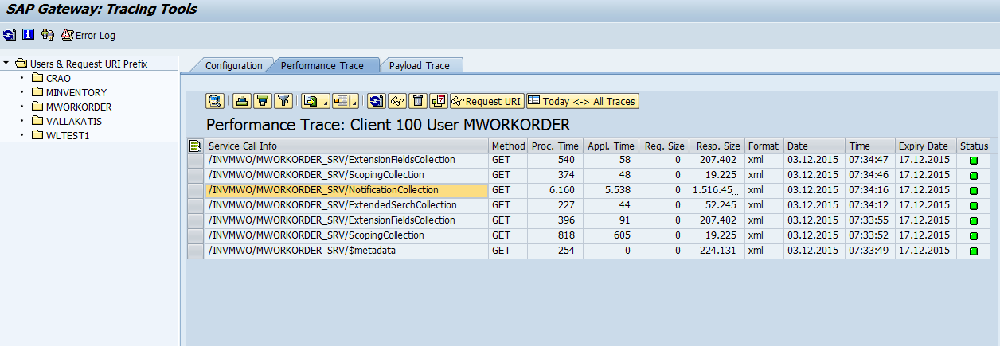 SAP Gateway: Tracing Tools
Error Log
Users & Request URI Prefix
CRAO
MINVENTORY
MWORKORDER
VALLAKATIS
WLTEST1
Configuration Performance Trace Payload Trace
Request URI Today <-> All Traces
Performance Trace: Client 100 User MWORKORDER
Service Call Info Method Proc. Time Appl. Time Req. Size Resp. Size Format Date Time Expiry Date Status
/INVMWO/MWORKORDER_SRV/ExtensionFieldsCollection GET 540 58 0 207.402 xml 03.12.2015 07:34:47 17.12.2015
/INVMWO/MWORKORDER_SRV/ScopingCollection GET 374 48 0 19.225 xml 03.12.2015 07:34:46 17.12.2015
/INVMWO/MWORKORDER_SRV/NotificationCollection GET 6.160 5.538 0 1.516.45... xml 03.12.2015 07:34:16 17.12.2015
/INVMWO/MWORKORDER_SRV/ExtendedSerchCollection GET 227 44 0 52.245 xml 03.12.2015 07:34:12 17.12.2015
/INVMWO/MWORKORDER_SRV/ExtensionFieldsCollection GET 396 91 0 207.402 xml 03.12.2015 07:33:55 17.12.2015
/INVMWO/MWORKORDER_SRV/ScopingCollection GET 818 605 0 19.225 xml 03.12.2015 07:33:52 17.12.2015
/INVMWO/MWORKORDER_SRV/$metadata GET 254 0 0 224.131 xml 03.12.2015 07:33:49 17.12.2015